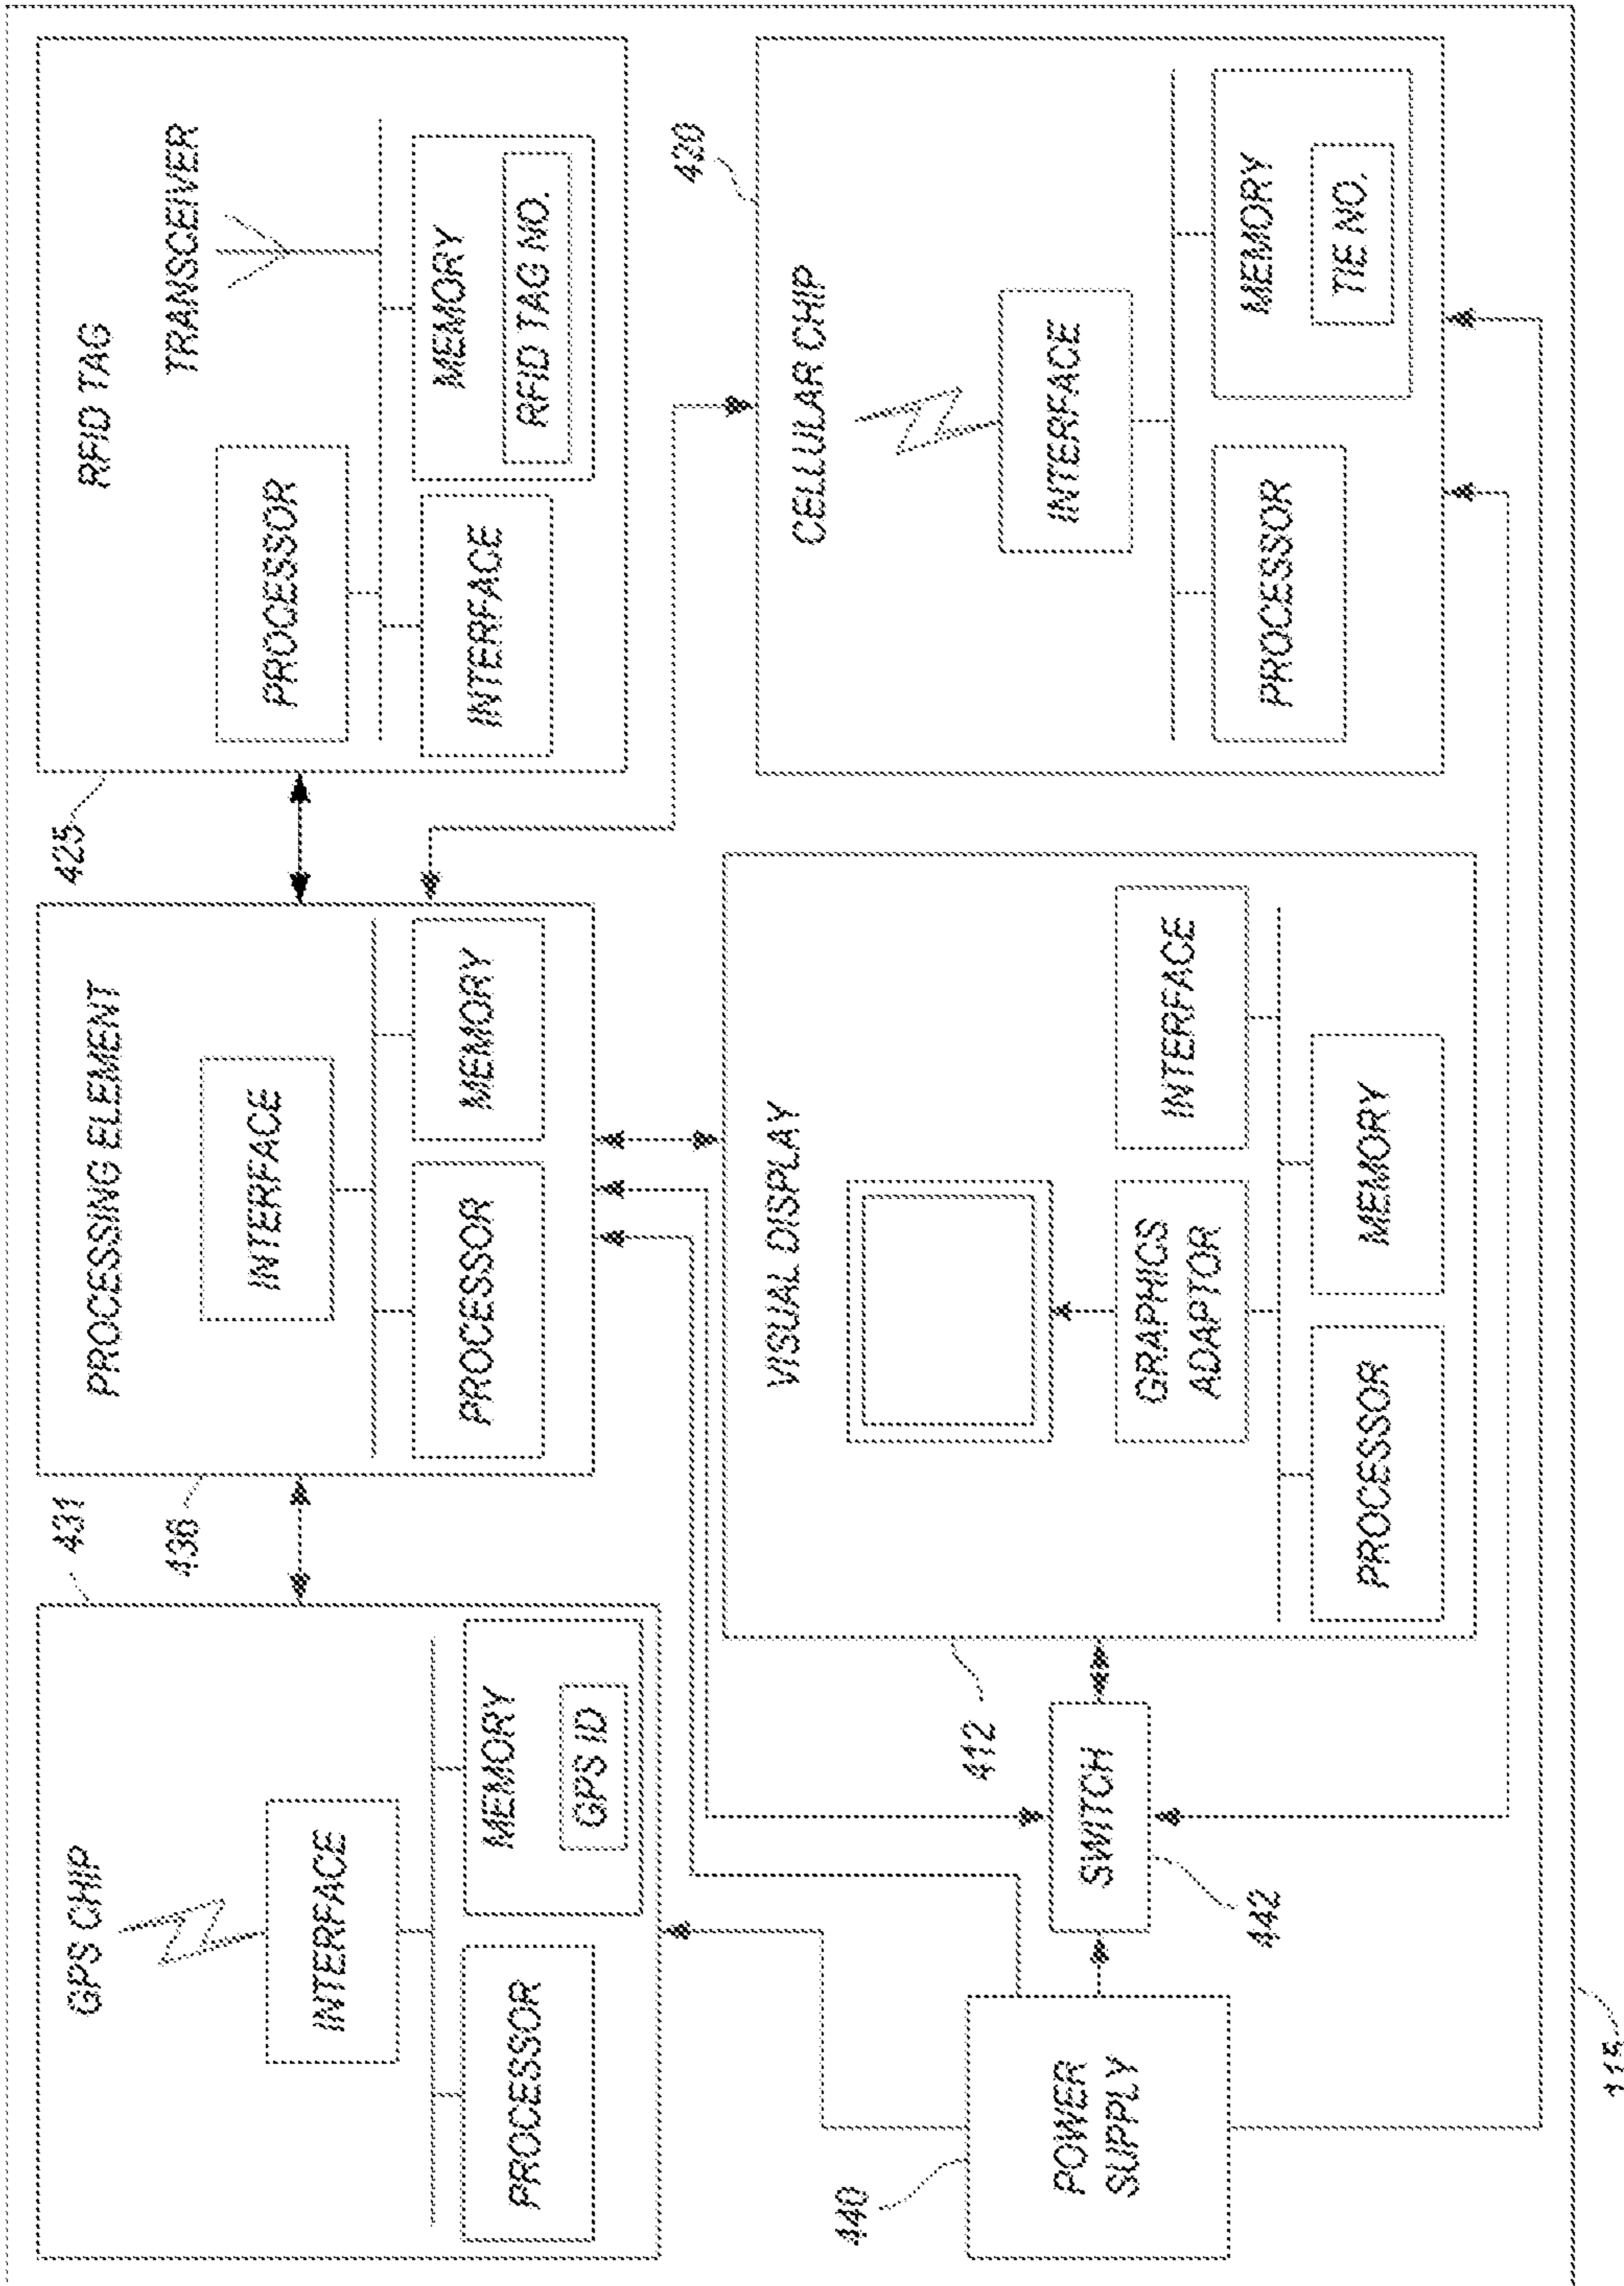 GPS CHIP
INTERFACE
PROCESSOR
MEMORY
GPS ID
431
436
PROCESSING ELEMENT
INTERFACE
PROCESSOR
MEMORY
425
RFID TAG
TRANSCEIVER
PROCESSOR
INTERFACE
MEMORY
RFID TAG NO.
440
POWER
SUPPLY
SWITCH
442
412
VISUAL DISPLAY
GRAPHICS
ADAPTOR
INTERFACE
PROCESSOR
MEMORY
420
CELLULAR CHIP
INTERFACE
PROCESSOR
MEMORY
TIE NO.